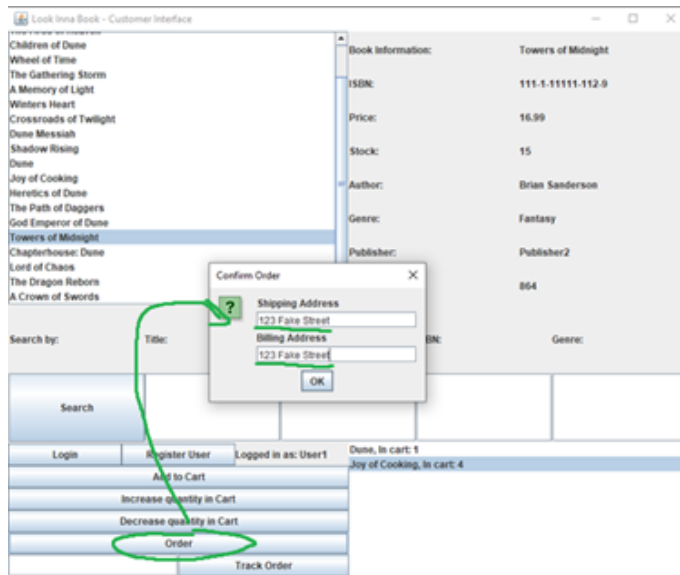 Look Inna Book - Customer Interface
Children of Dune
Wheel of Time
The Gathering Storm
A Memory of Light
Winters Heart
Crossroads of Twilight
Dune Messiah
Shadow Rising
Dune
Joy of Cooking
Heretics of Dune
The Path of Daggers
God Emperor of Dune
Towers of Midnight
Chapterhouse: Dune
Lord of Chaos
The Dragon Reborn
A Crown of Swords
Book Information: Towers of Midnight
ISBN: 111-1-11111-112-9
Price: 16.99
Stock: 15
Author: Brian Sanderson
Genre: Fantasy
Publisher: Publisher2
864
Confirm Order
?
Shipping Address
123 Fake Street
Billing Address
123 Fake Street
OK
Search by: Title: Genre:
Search
Login Register User Logged in as: User1
Add to Cart
Increase quantity in Cart
Decrease quantity in Cart
Order
Track Order
Dune, In cart: 1
Joy of Cooking, In cart: 4